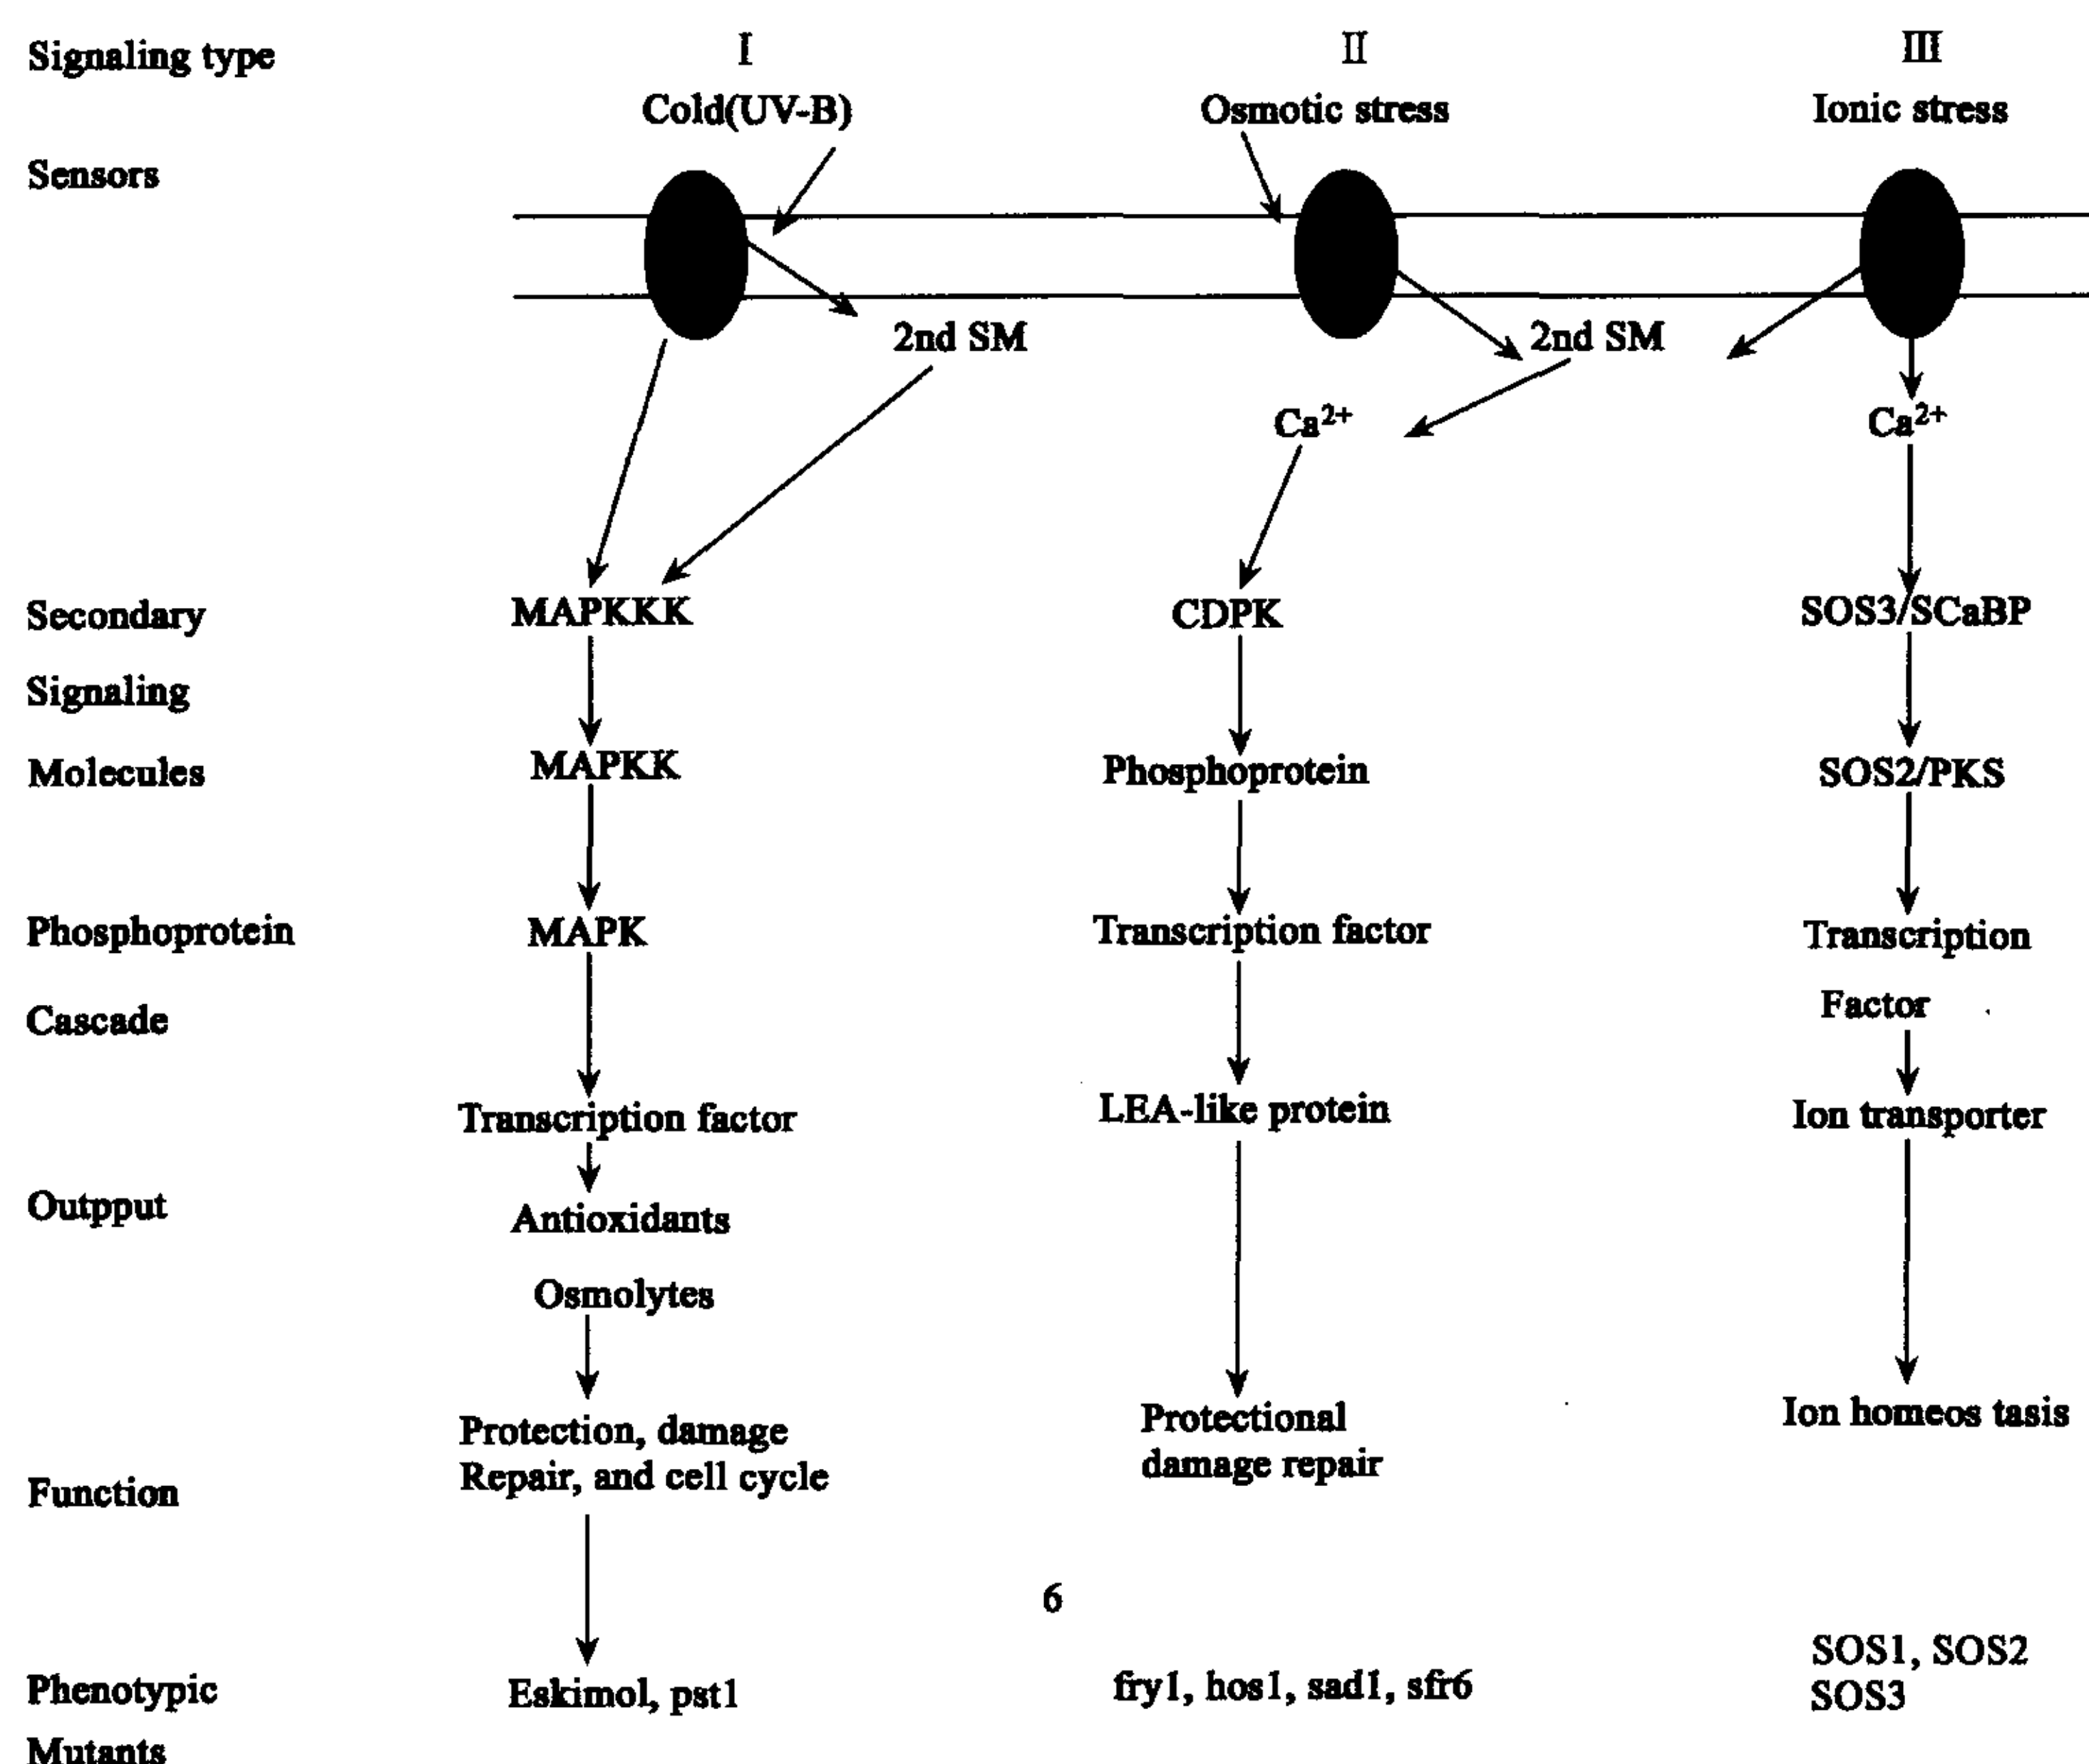 Signaling type
I
II
III
Cold(UV-B)
Osmotic stress
Ionic stress
Sensors
2nd SM
2nd SM
Ca2+
Ca2+
Secondary
MAPKKK
CDPK
SOS3/SCaBP
Signaling
Molecules
MAPKK
Phosphoprotein
SOS2/PKS
Phosphoprotein
MAPK
Transcription factor
Transcription
Factor
Cascade
Transcription factor
LEA-like protein
Ion transporter
Outpput
Antioxidants
Osmolytes
Protection, damage
Repair, and cell cycle
Protectional
damage repair
Ion homeos tasis
Function
6
Phenotypic
Eskimol, pst1
fry1, hos1, sad1, sfr6
SOS1, SOS2
SOS3
Mutants